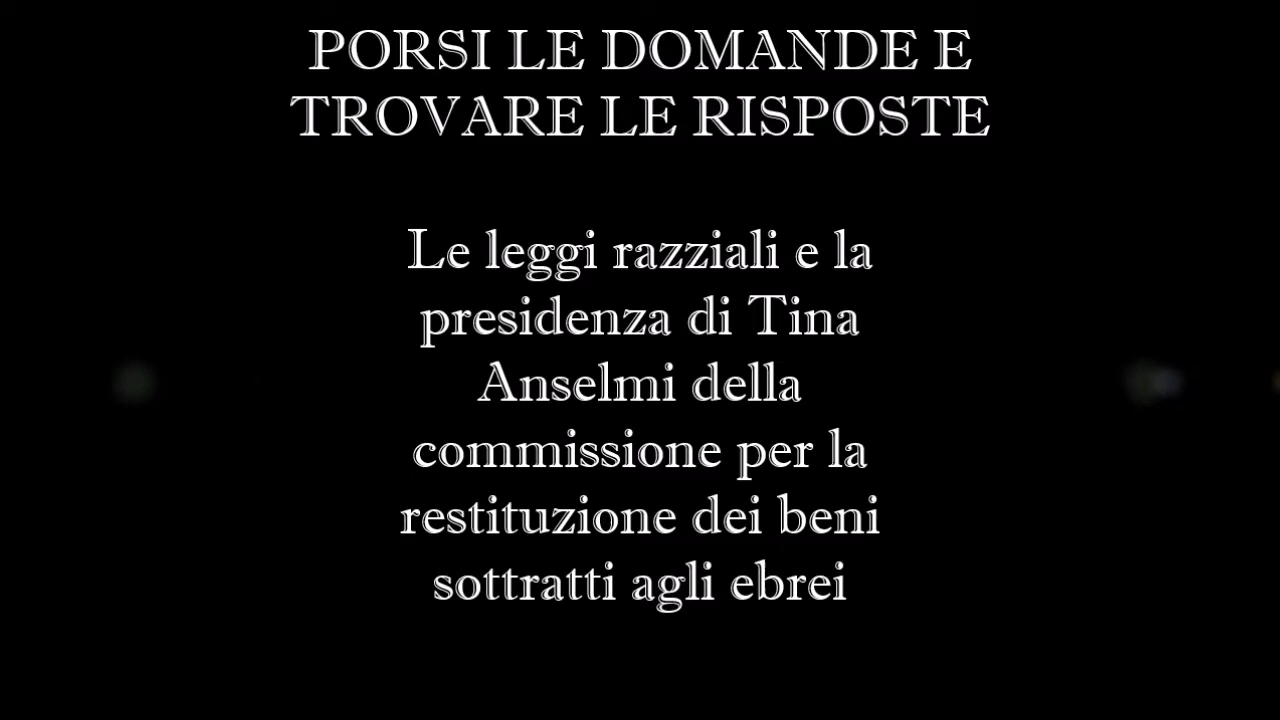 PORSI LE DOMANDE E
TROVARE LE RISPOSTE
Le leggi razziali e la
presidenza di Tina
Anselmi della
commissione per la
restituzione dei beni
sottratti agli ebrei